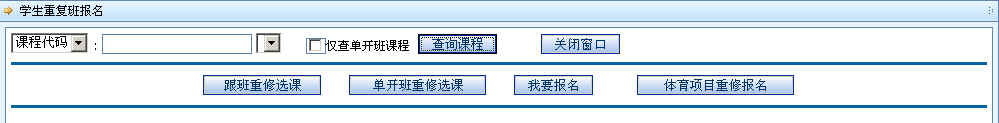 学生重复班报名
课程代码 : 仅查单开班课程 查询课程 关闭窗口
跟班重修选课 单开班重修选课 我要报名 体育项目重修报名